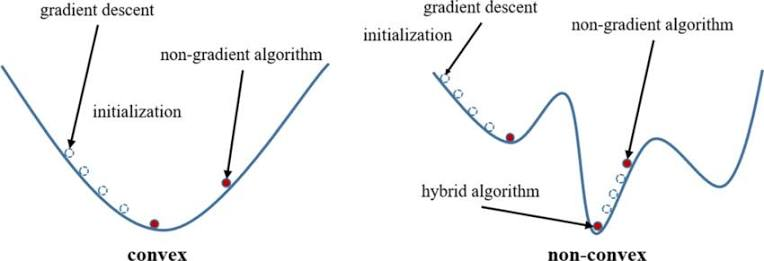 gradient descent
non-gradient algorithm
initialization
convex
gradient descent
initialization
non-gradient algorithm
hybrid algorithm
non-convex